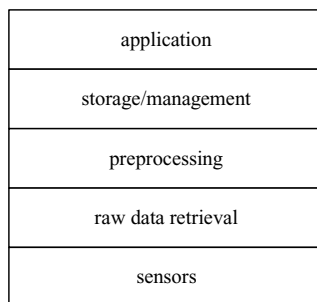 application
storage/management
preprocessing
raw data retrieval
sensors